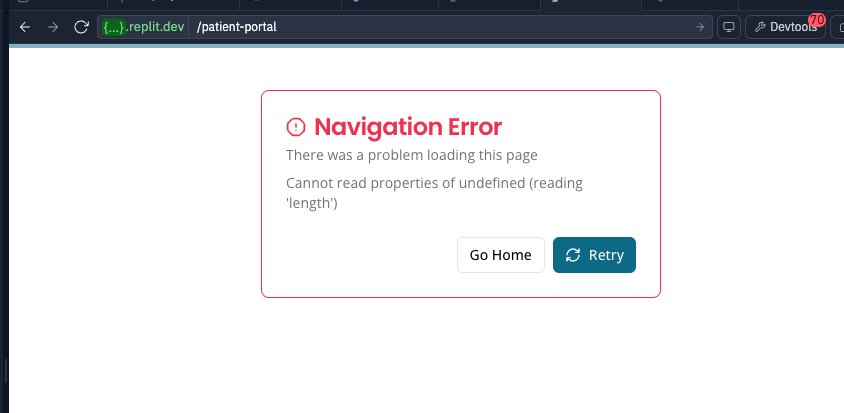 {...}.replit.dev /patient-portal
Devtools
70
Navigation Error
There was a problem loading this page
Cannot read properties of undefined (reading
'length')
Go Home
Retry